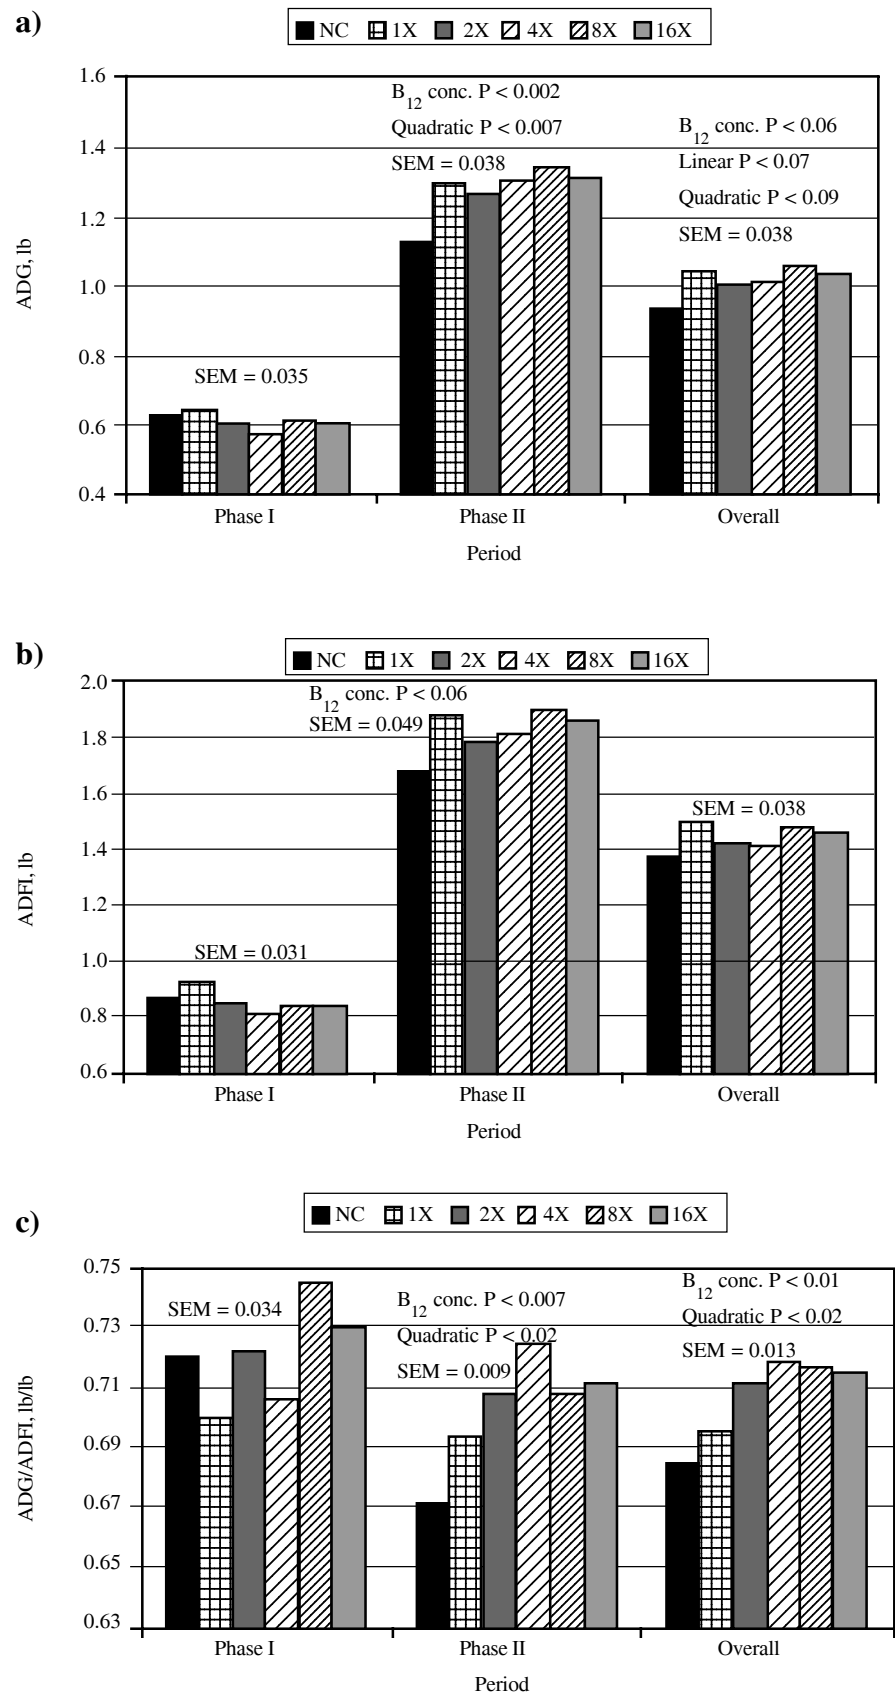 a)
NC 1X 2X 4X 8X 16X
1.6
1.4
1.2
1.0
0.8
0.6
0.4
ADG, lb
B12 conc. P < 0.002
Quadratic P < 0.007
SEM = 0.038
B12 conc. P < 0.06
Linear P < 0.07
Quadratic P < 0.09
SEM = 0.038
SEM = 0.035
Phase I Phase II Overall
Period
b)
NC 1X 2X 4X 8X 16X
2.0
1.8
1.6
1.4
1.2
1.0
0.8
0.6
ADFI, lb
B12 conc. P < 0.06
SEM = 0.049
SEM = 0.038
SEM = 0.031
Phase I Phase II Overall
Period
c)
NC 1X 2X 4X 8X 16X
0.75
0.73
0.71
0.69
0.67
0.65
0.63
ADG/ADFI, lb/lb
SEM = 0.034
B12 conc. P < 0.007
Quadratic P < 0.02
SEM = 0.009
B12 conc. P < 0.01
Quadratic P < 0.02
SEM = 0.013
Phase I Phase II Overall
Period